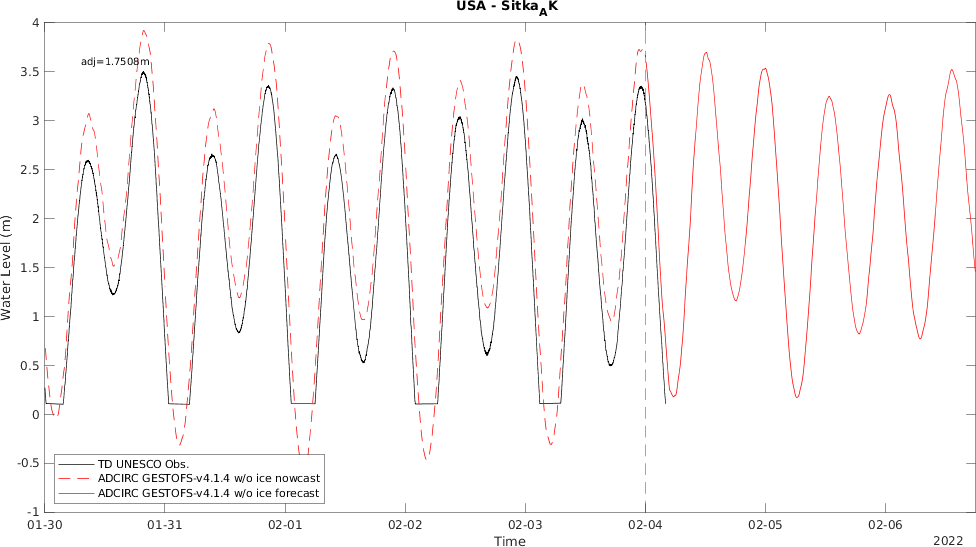 USA - Sitka_AK
4
3.5
3
2.5
2
1.5
1
0.5
0
-0.5
-1
Water Level (m)
adj=1.7508m
TD UNESCO Obs.
ADCIRC GESTOFS-v4.1.4 w/o ice nowcast
ADCIRC GESTOFS-v4.1.4 w/o ice forecast
01-30 01-31 02-01 02-02 02-03 02-04 02-05 02-06
Time
2022